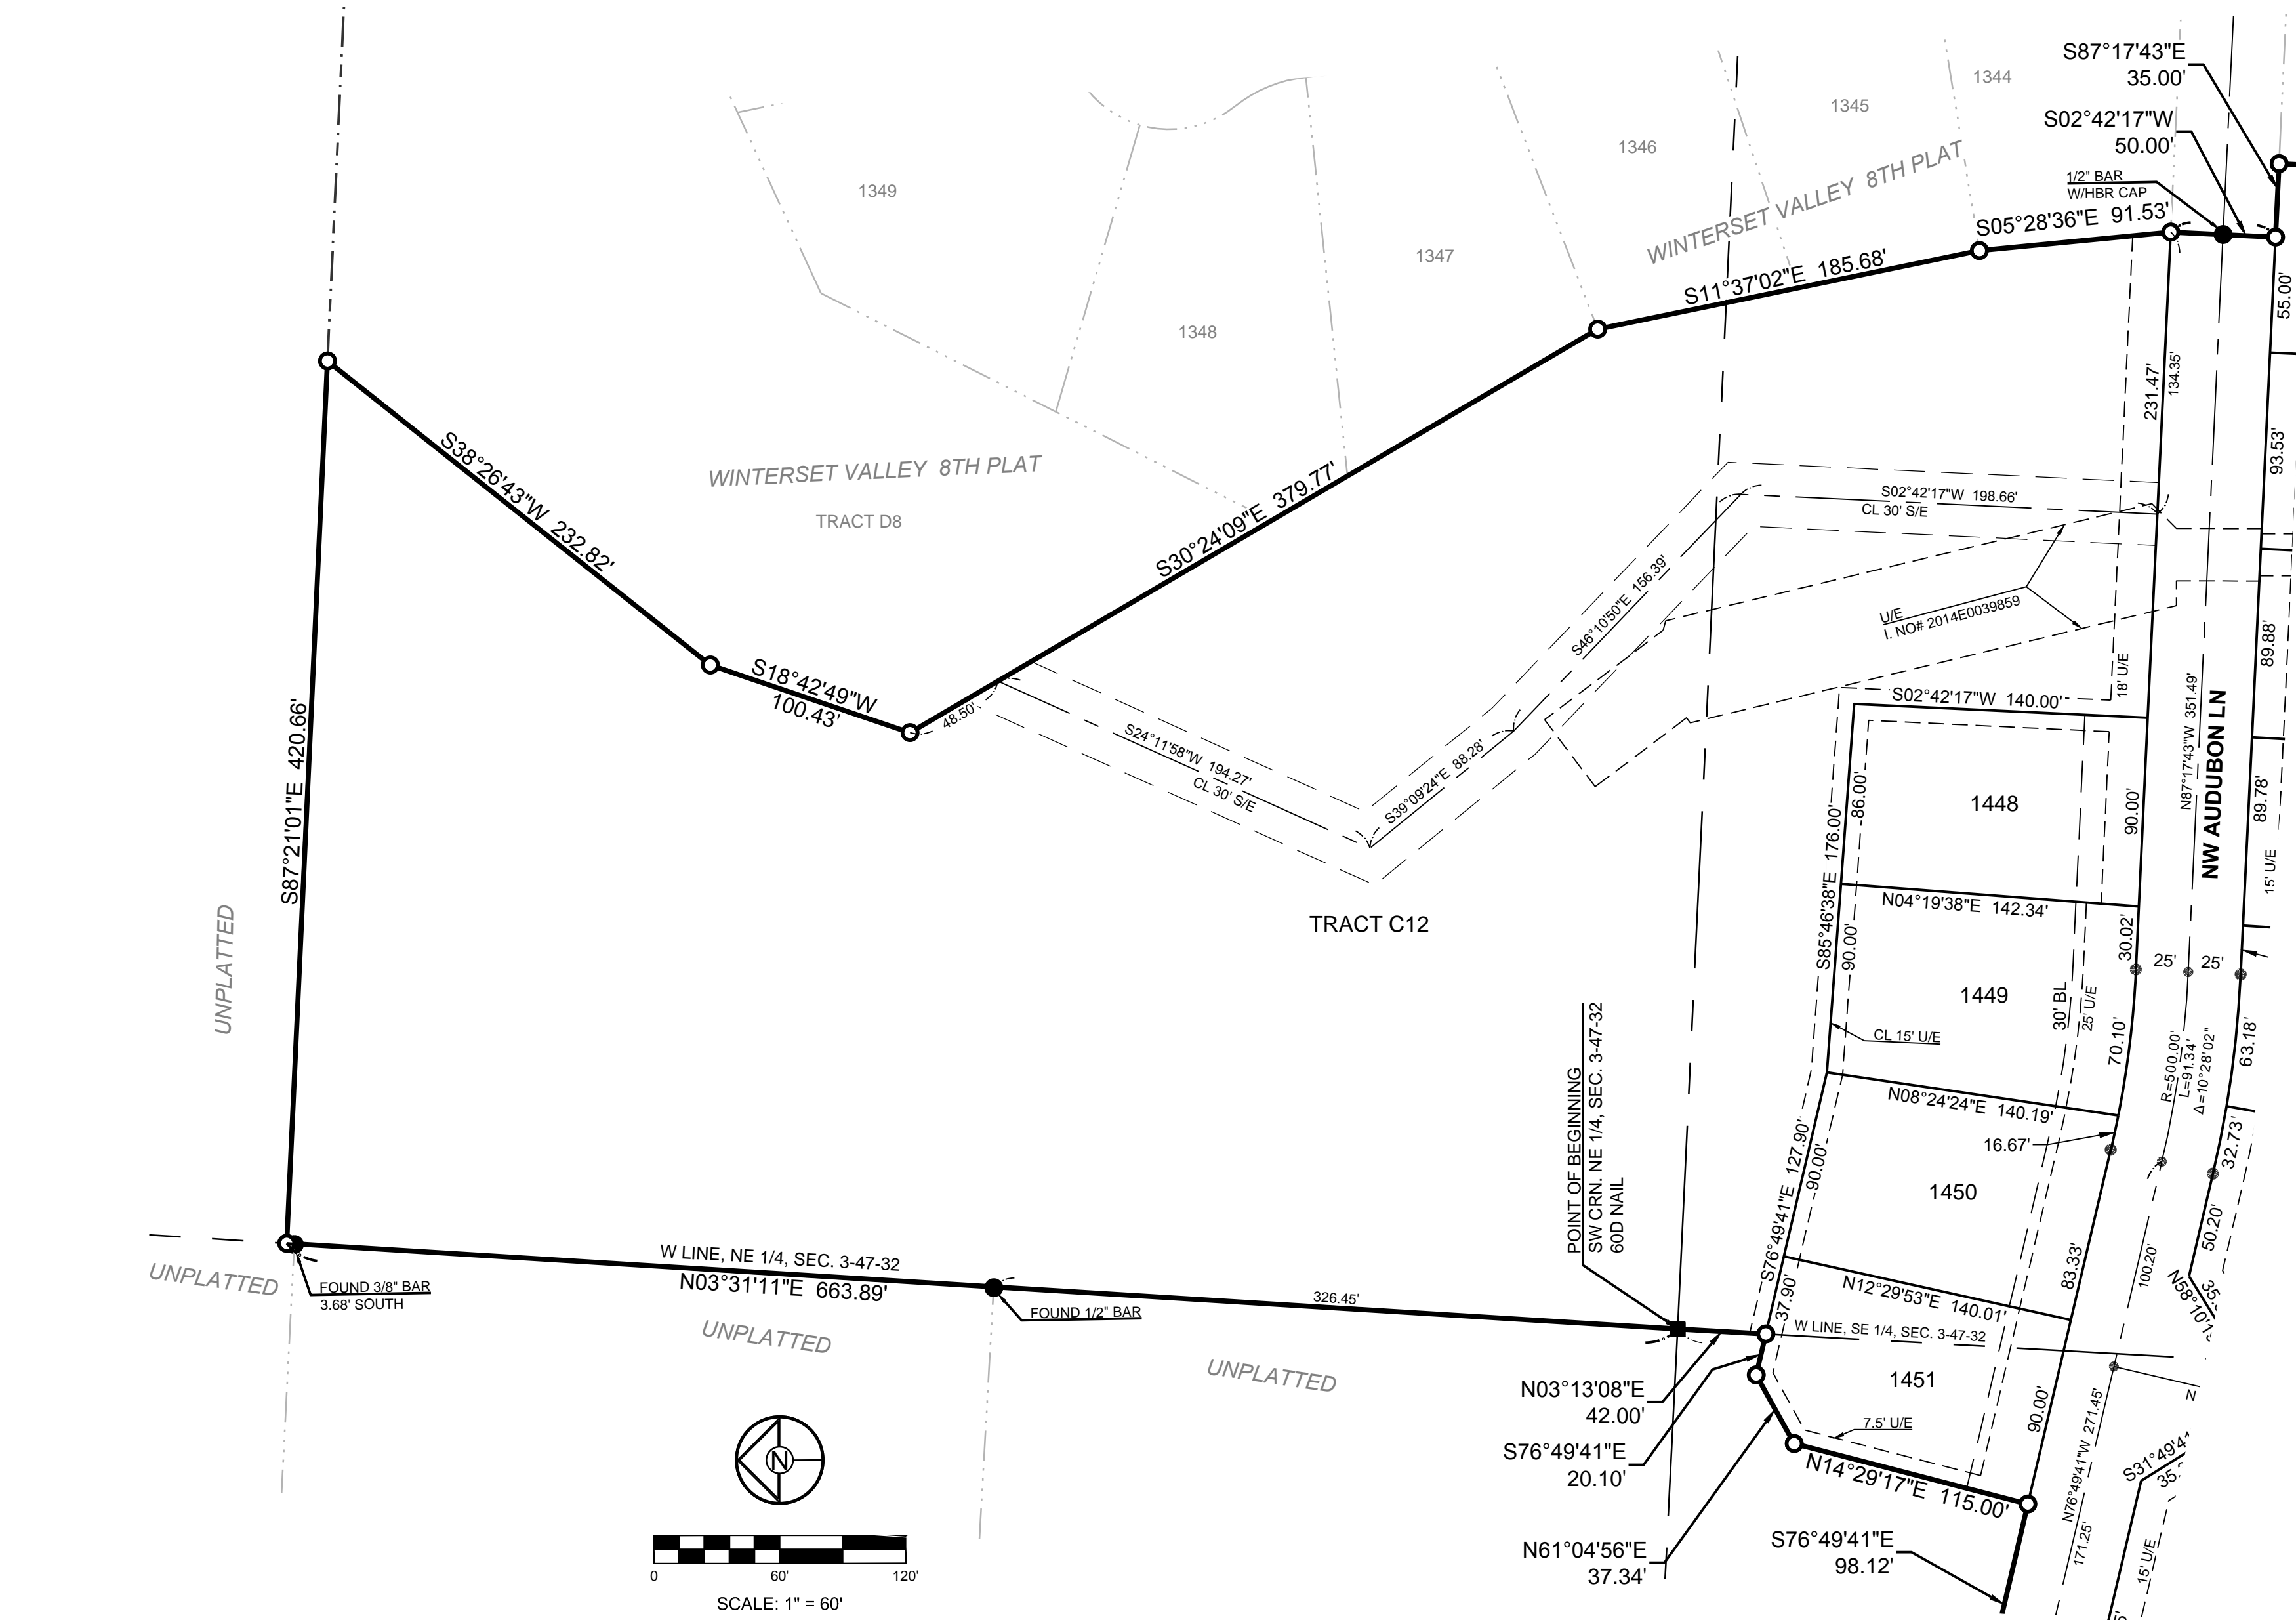 S87°17'43"E
35.00'
S02°42'17"W
50.00'
1/2" BAR
W/HBR CAP
1344
1345
1346
1347
1348
1349
WINTERSET VALLEY 8TH PLAT
S05°28'36"E 91.53'
S11°37'02"E 185.68'
S30°24'09"E 379.77'
WINTERSET VALLEY 8TH PLAT
TRACT D8
S38°26'43"W 232.82'
S18°42'49"W
100.43'
48.50'
S87°21'01"E 420.66'
UNPLATTED
S24°11'58"W 194.27'
CL 30' S/E
S39°09'24"E 88.28'
S46°10'50"E 156.39'
S02°42'17"W 198.66'
CL 30' S/E
U/E
I. NO# 2014E0039859
231.47'
134.35'
55.00'
93.53'
89.88'
89.78'
15' U/E
18' U/E
S02°42'17"W 140.00'
N87°17'43"W 351.49'
NW AUDUBON LN
86.00'
S85°46'38"E 176.00'
1448
90.00'
N04°19'38"E 142.34'
90.00'
30.02'
25'
25'
1449
30' BL
25' U/E
70.10'
CL 15' U/E
R=500.00'
L=91.34'
Δ=10°28'02"
63.18'
N08°24'24"E 140.19'
16.67'
32.73'
S76°49'41"E 127.90'
90.00'
1450
50.20'
83.33'
100.20'
N12°29'53"E 140.01'
37.90'
W LINE, SE 1/4, SEC. 3-47-32
1451
90.00'
7.5' U/E
N14°29'17"E 115.00'
N76°49'41"W 271.45'
171.25'
15' U/E
N
TRACT C12
POINT OF BEGINNING
SW CRN. NE 1/4, SEC. 3-47-32
60D NAIL
W LINE, NE 1/4, SEC. 3-47-32
N03°31'11"E 663.89'
326.45'
UNPLATTED
FOUND 3/8" BAR
3.68' SOUTH
FOUND 1/2" BAR
UNPLATTED
UNPLATTED
N03°13'08"E
42.00'
S76°49'41"E
20.10'
N61°04'56"E
37.34'
S76°49'41"E
98.12'
N
0 60' 120'
SCALE: 1" = 60'